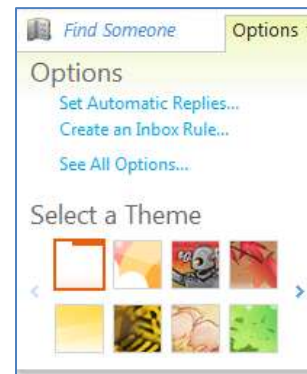 Find Someone Options
Options
Set Automatic Replies...
Create an Inbox Rule...
See All Options...
Select a Theme